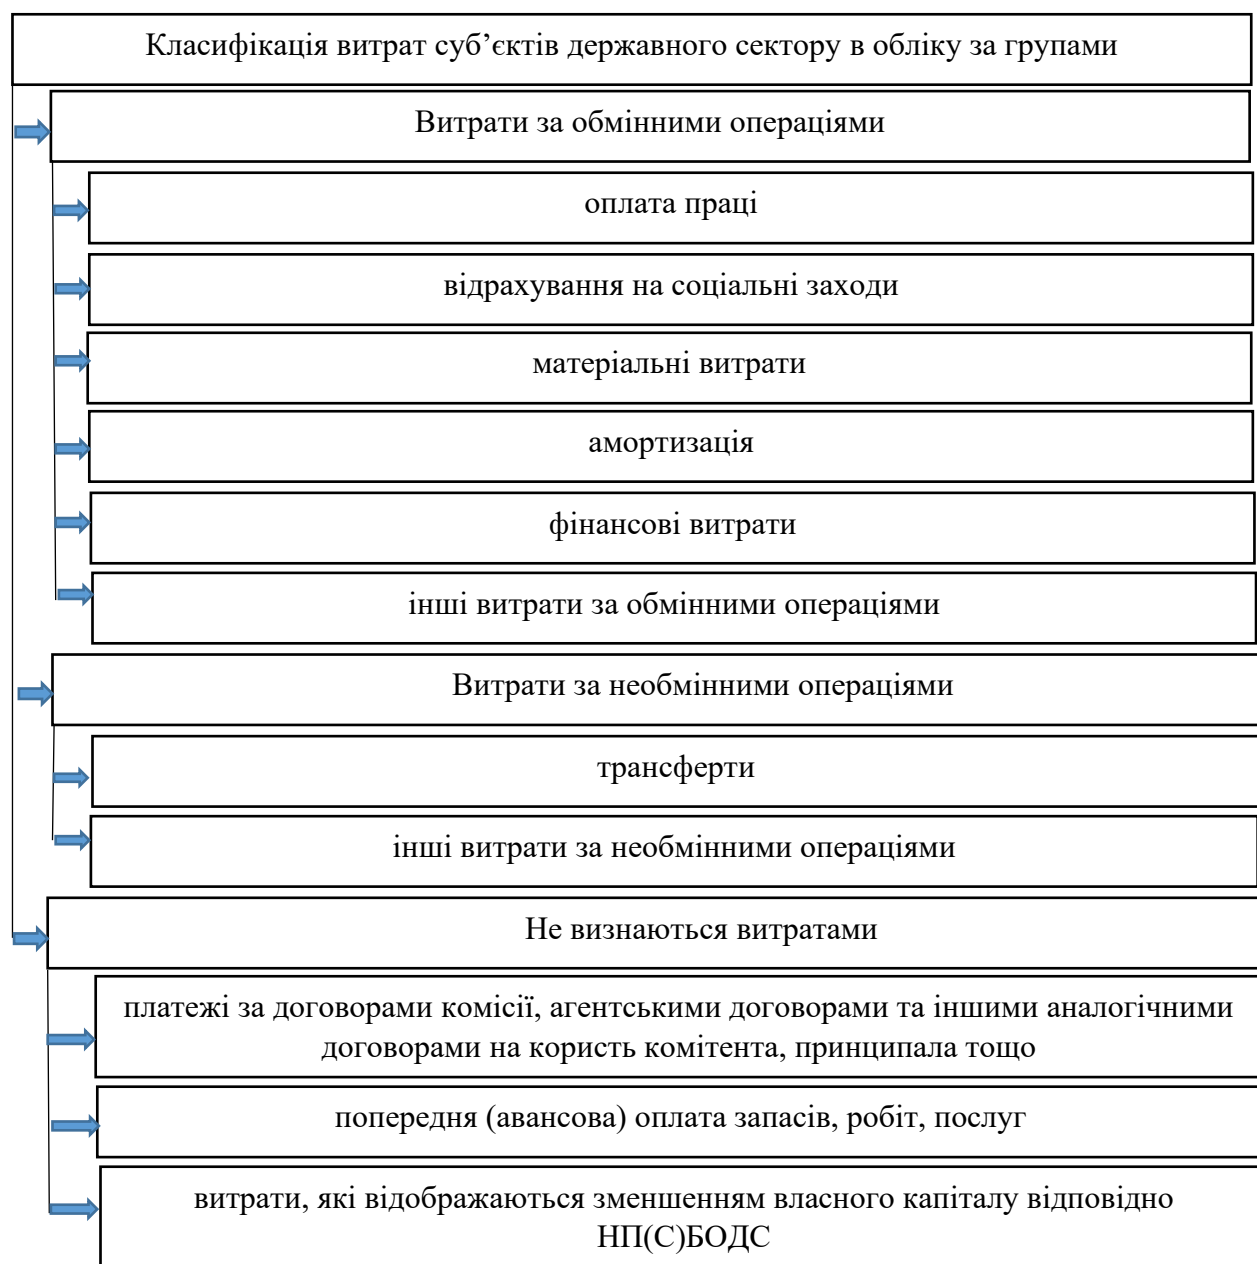 Класифікація витрат суб’єктів державного сектору в обліку за групами
Витрати за обмінними операціями
оплата праці
відрахування на соціальні заходи
матеріальні витрати
амортизація
фінансові витрати
інші витрати за обмінними операціями
Витрати за необмінними операціями
трансферти
інші витрати за необмінними операціями
Не визнаються витратами
платежі за договорами комісії, агентськими договорами та іншими аналогічними
договорами на користь комітента, принципала тощо
попередня (авансова) оплата запасів, робіт, послуг
витрати, які відображаються зменшенням власного капіталу відповідно
НП(С)БОДС